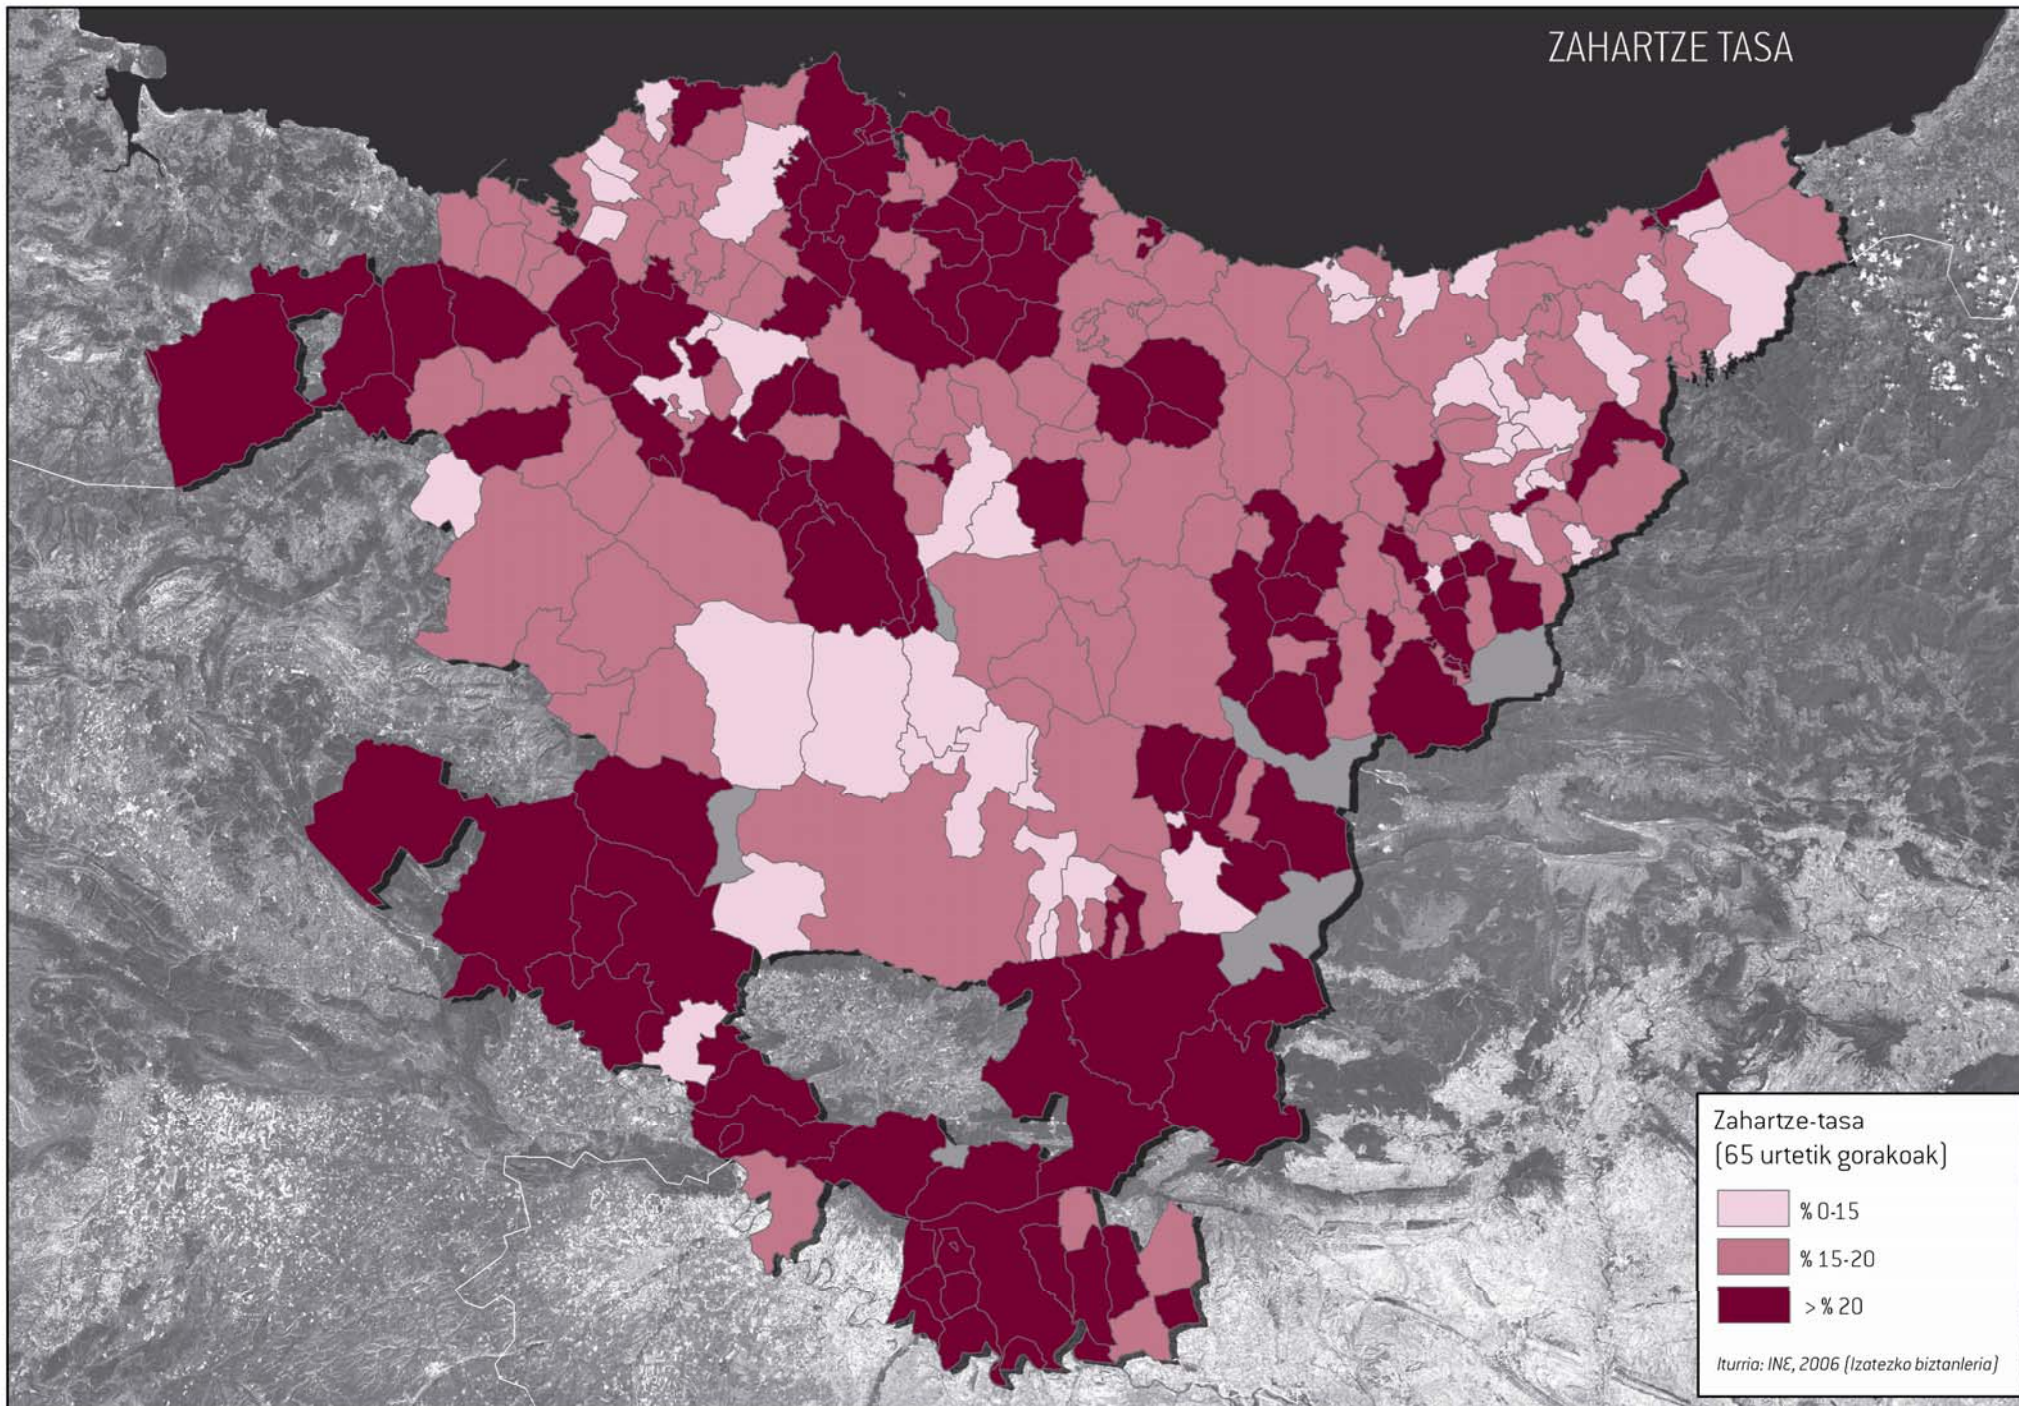 ZAHARTZE TASA
Zahartze-tasa
(65 urtetik gorakoak)
% 0-15
% 15-20
> % 20
Iturria: INE, 2006 (Izatezko biztanleria)